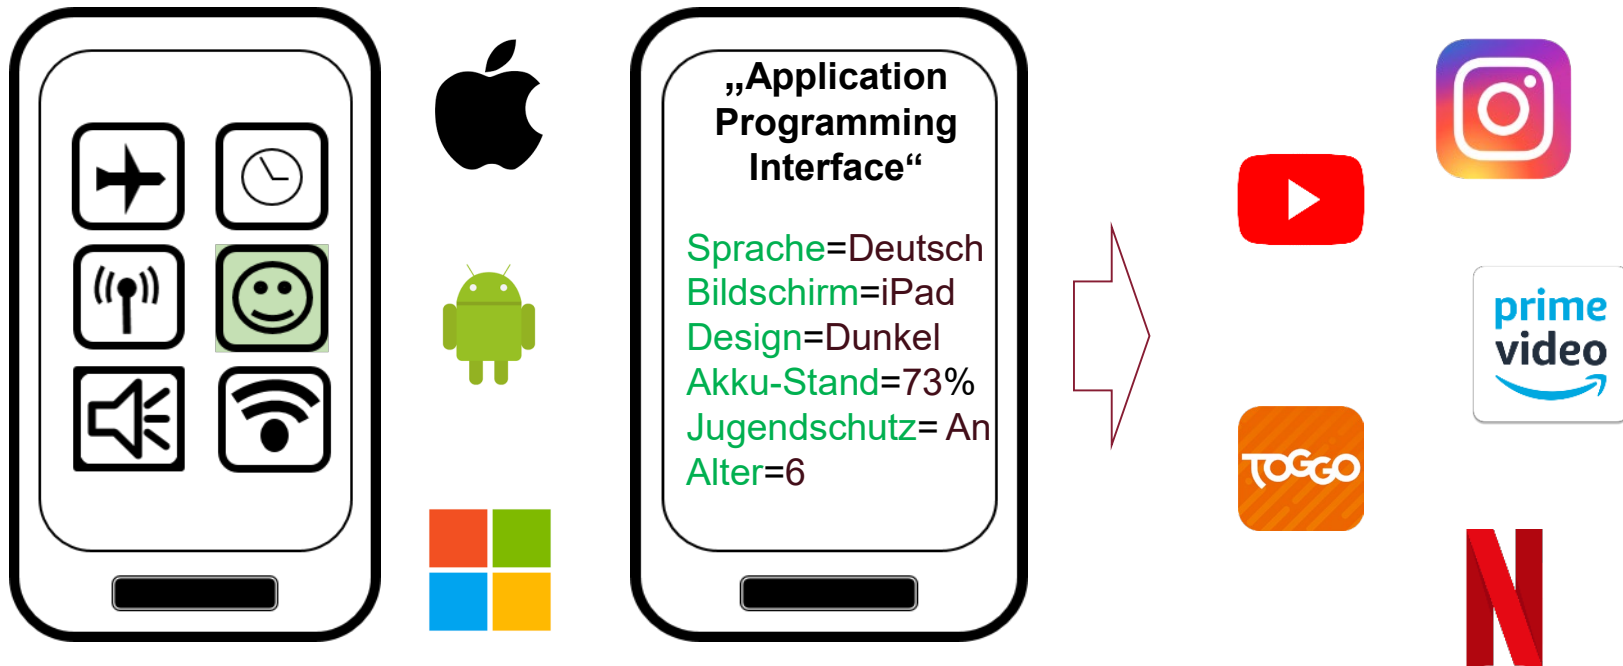 „Application
Programming
Interface“
Sprache=Deutsch
Bildschirm=iPad
Design=Dunkel
Akku-Stand=73%
Jugendschutz= An
Alter=6
prime
video
TOGGO